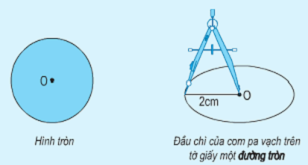 O
2cm
O
Hình tròn
Đầu chì của com pa vạch trên
tờ giấy một đường tròn